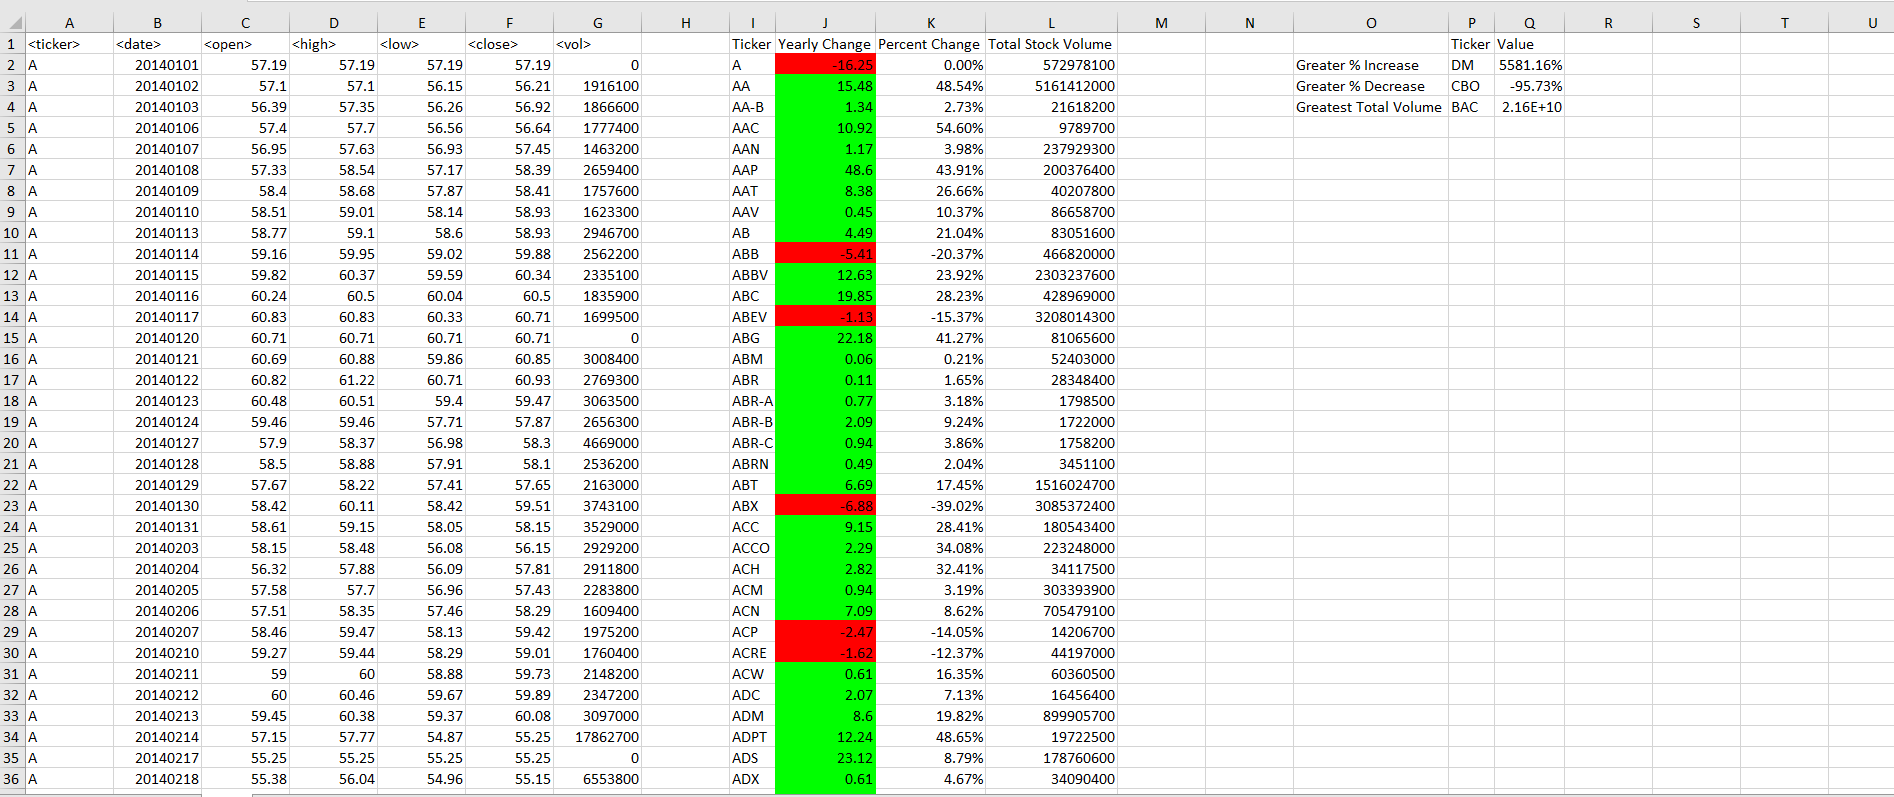 A B C D E F G H I J K L M N O P Q R S T U
1 <ticker> <date> <open> <high> <low> <close> <vol> Ticker Yearly Change Percent Change Total Stock Volume Ticker Value
2 A 20140101 57.19 57.19 57.19 57.19 0 A -16.25 0.00% 572978100 Greater % Increase DM 5581.16%
3 A 20140102 57.1 57.1 56.15 56.21 1916100 AA 15.48 48.54% 5161412000 Greater % Decrease CBO -95.73%
4 A 20140103 56.39 57.35 56.26 56.92 1866600 AA-B 1.34 2.73% 21618200 Greatest Total Volume BAC 2.16E+10
5 A 20140106 57.4 57.7 56.56 56.64 1777400 AAC 10.92 54.60% 9789700
6 A 20140107 56.95 57.63 56.93 57.45 1463200 AAN 1.17 3.98% 237929300
7 A 20140108 57.33 58.54 57.17 58.39 2659400 AAP 48.6 43.91% 200376400
8 A 20140109 58.4 58.68 57.87 58.41 1757600 AAT 8.38 26.66% 40207800
9 A 20140110 58.51 59.01 58.14 58.93 1623300 AAV 0.45 10.37% 86658700
10 A 20140113 58.77 59.1 58.6 58.93 2946700 AB 4.49 21.04% 83051600
11 A 20140114 59.16 59.95 59.02 59.88 2562200 ABB -5.41 -20.37% 466820000
12 A 20140115 59.82 60.37 59.59 60.34 2335100 ABBV 12.63 23.92% 2303237600
13 A 20140116 60.24 60.5 60.04 60.5 1835900 ABC 19.85 28.23% 428969000
14 A 20140117 60.83 60.83 60.33 60.71 1699500 ABEV -1.13 -15.37% 3208014300
15 A 20140120 60.71 60.71 60.71 60.71 0 ABG 22.18 41.27% 81065600
16 A 20140121 60.69 60.88 59.86 60.85 3008400 ABM 0.06 0.21% 52403000
17 A 20140122 60.82 61.22 60.71 60.93 2769300 ABR 0.11 1.65% 28348400
18 A 20140123 60.48 60.51 59.4 59.47 3063500 ABR-A 0.77 3.18% 1798500
19 A 20140124 59.46 59.46 57.71 57.87 2656300 ABR-B 2.09 9.24% 1722000
20 A 20140127 57.9 58.37 56.98 58.3 4669000 ABR-C 0.94 3.86% 1758200
21 A 20140128 58.5 58.88 57.91 58.1 2536200 ABRN 0.49 2.04% 3451100
22 A 20140129 57.67 58.22 57.41 57.65 2163000 ABT 6.69 17.45% 1516024700
23 A 20140130 58.42 60.11 58.42 59.51 3743100 ABX -6.88 -39.02% 3085372400
24 A 20140131 58.61 59.15 58.05 58.15 3529000 ACC 9.15 28.41% 180543400
25 A 20140203 58.15 58.48 56.08 56.15 2929200 ACCO 2.29 34.08% 223248000
26 A 20140204 56.32 57.88 56.09 57.81 2911800 ACH 2.82 32.41% 34117500
27 A 20140205 57.58 57.7 56.96 57.43 2283800 ACM 0.94 3.19% 303393900
28 A 20140206 57.51 58.35 57.46 58.29 1609400 ACN 7.09 8.62% 705479100
29 A 20140207 58.46 59.47 58.13 59.42 1975200 ACP -2.47 -14.05% 14206700
30 A 20140210 59.27 59.44 58.29 59.01 1760400 ACRE -1.62 -12.37% 44197000
31 A 20140211 59 60 58.88 59.73 2148200 ACW 0.61 16.35% 60360500
32 A 20140212 60 60.46 59.67 59.89 2347200 ADC 2.07 7.13% 16456400
33 A 20140213 59.45 60.38 59.37 60.08 3097000 ADM 8.6 19.82% 899905700
34 A 20140214 57.15 57.77 54.87 55.25 17862700 ADPT 12.24 48.65% 19722500
35 A 20140217 55.25 55.25 55.25 55.25 0 ADS 23.12 8.79% 178760600
36 A 20140218 55.38 56.04 54.96 55.15 6553800 ADX 0.61 4.67% 34090400